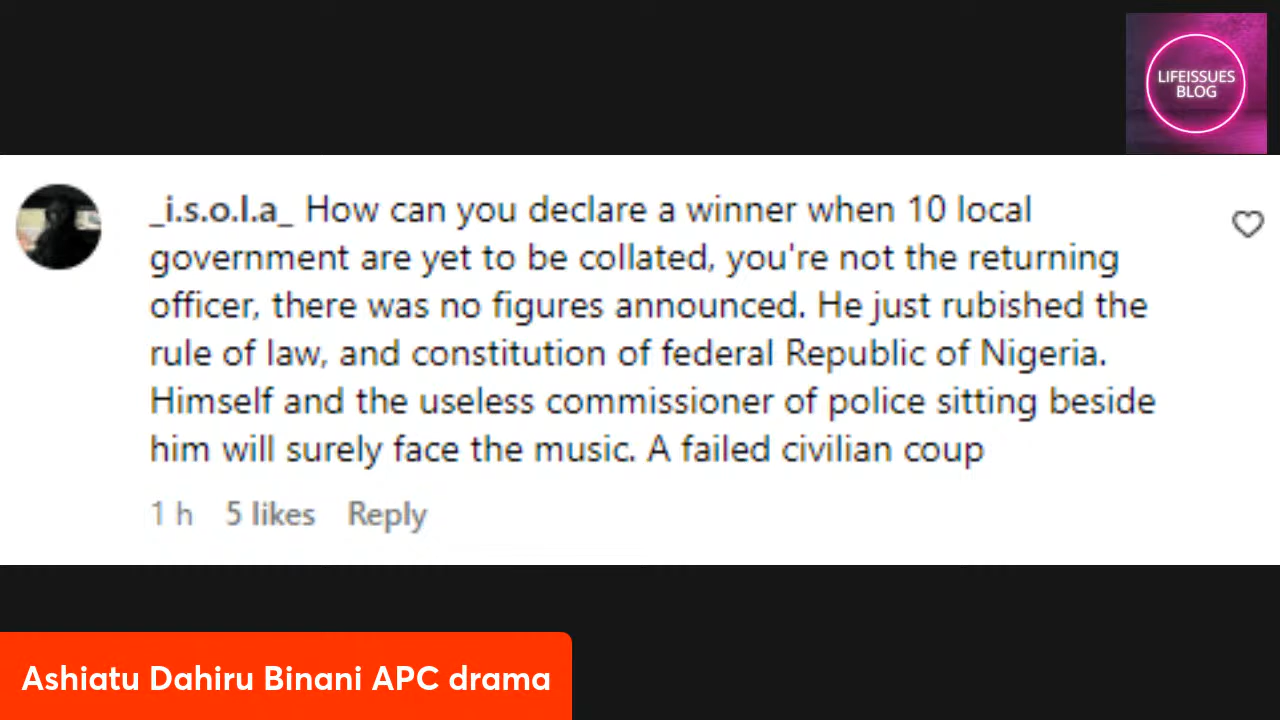 LIFEISSUES
BLOG
_i.s.o.l.a_ How can you declare a winner when 10 local
government are yet to be collated, you're not the returning
officer, there was no figures announced. He just rubished the
rule of law, and constitution of federal Republic of Nigeria.
Himself and the useless commissioner of police sitting beside
him will surely face the music. A failed civilian coup
1 h 5 likes Reply
Ashiatu Dahiru Binani APC drama